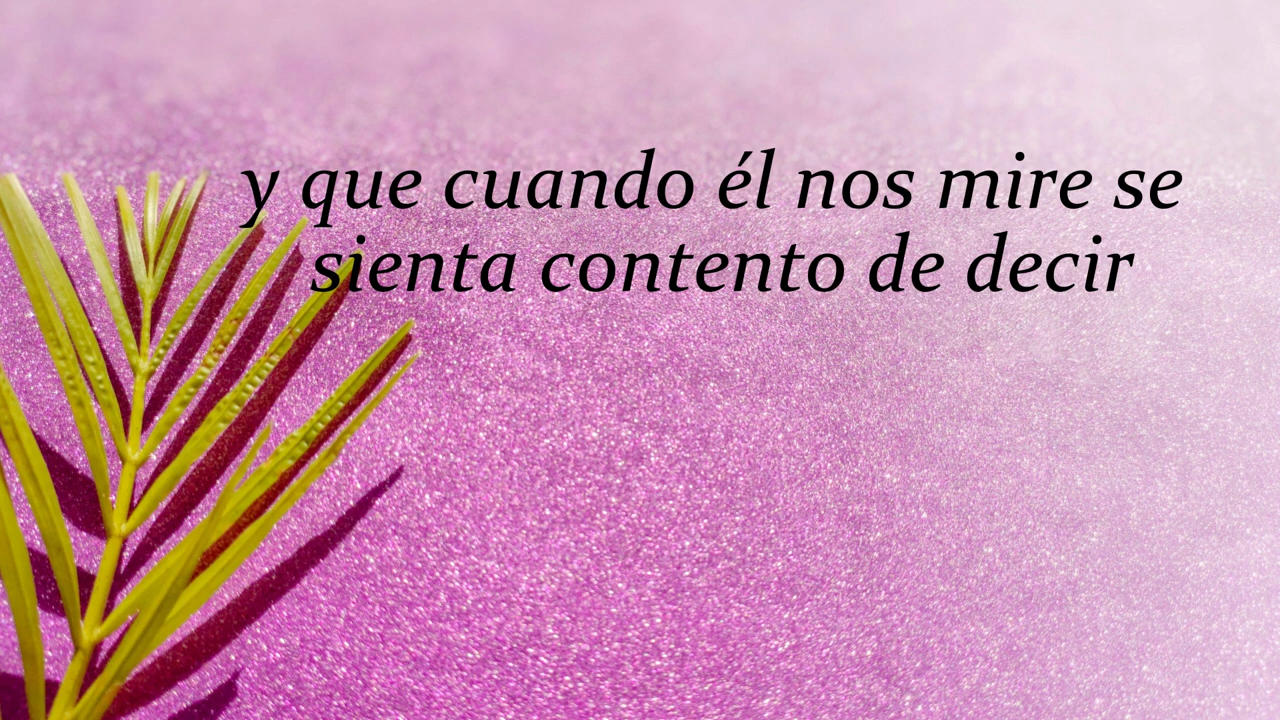 y que cuando él nos mire se
sienta contento de decir